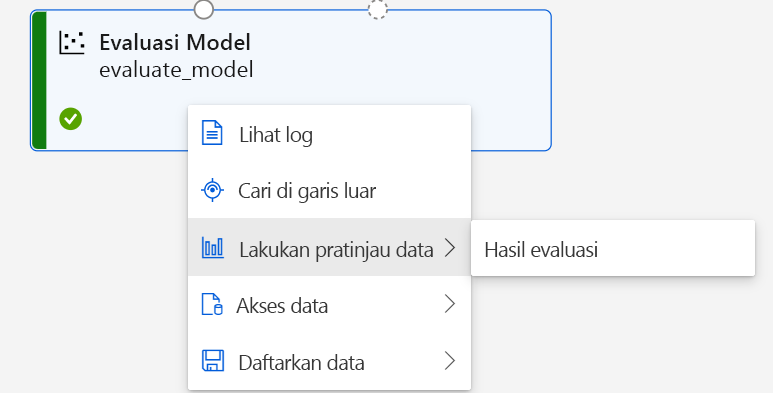 Evaluasi Model
evaluate_model
Lihat log
Cari di garis luar
Lakukan pratinjau data
Hasil evaluasi
Akses data
Daftarkan data